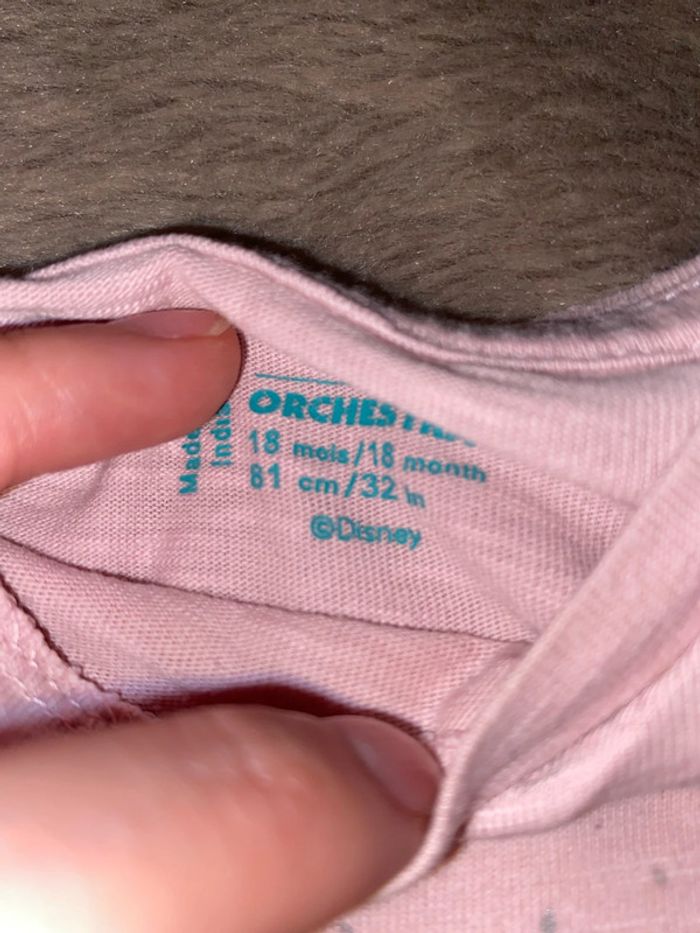 ORCHESTRA
18 mois/18 month
81 cm/32 in
©Disney
Made
India